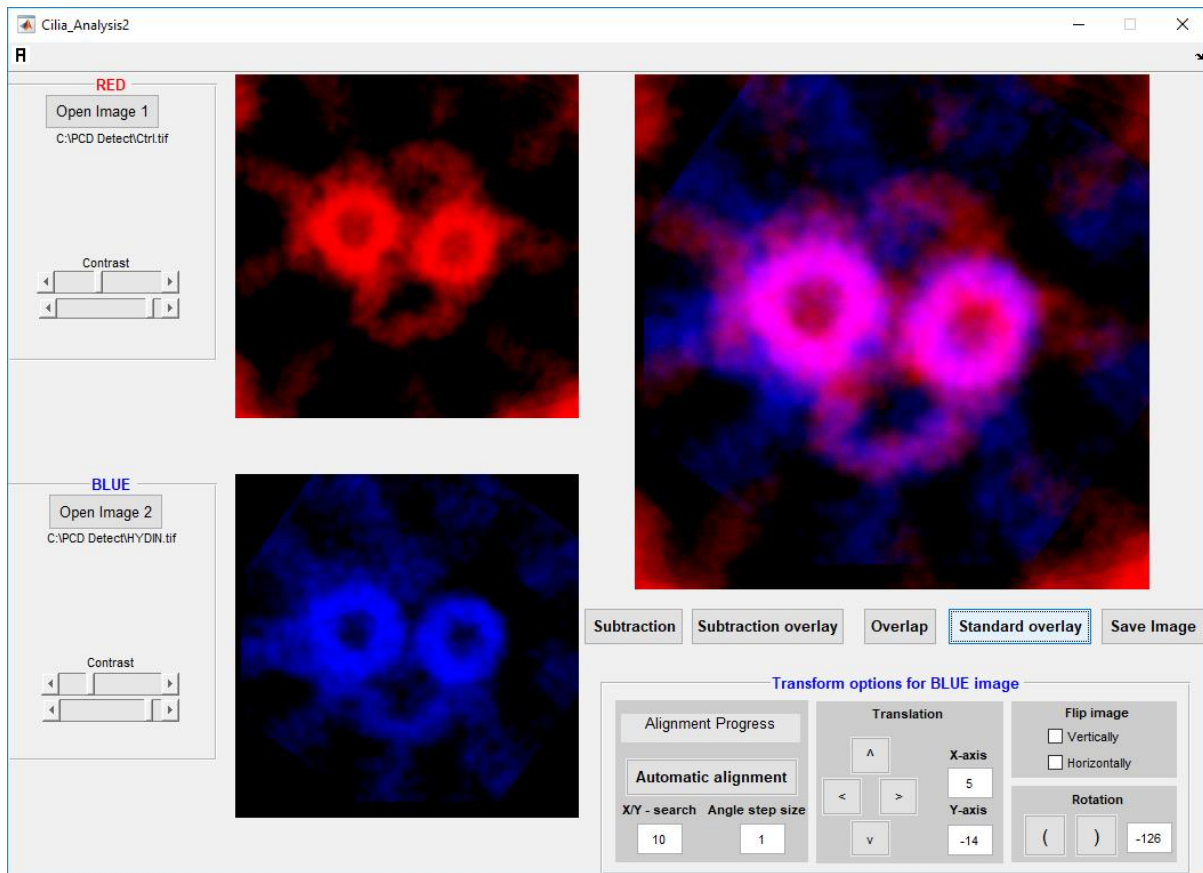 Cilia_Analysis2
RED
Open Image 1
C:\PCD Detect\Ctrl.tif
Contrast
BLUE
Open Image 2
C:\PCD Detect\HYDIN.tif
Contrast
Subtraction
Subtraction overlay
Overlap
Standard overlay
Save Image
Transform options for BLUE image
Alignment Progress
Automatic alignment
X/Y - search
Angle step size
10
1
Translation
^
<
>
v
X-axis
5
Y-axis
-14
Flip image
Vertically
Horizontally
Rotation
(
)
-126